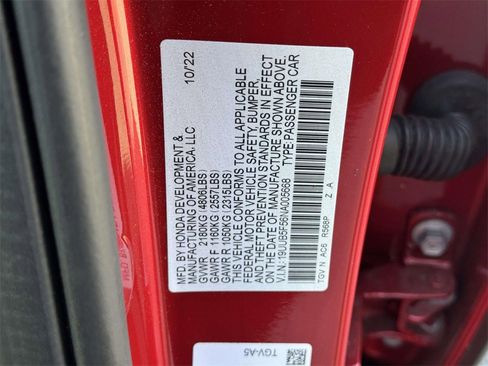 MFD. BY HONDA DEVELOPMENT & 10/22
MANUFACTURING OF AMERICA, LLC
GVWR 2180KG (4806LBS)
GAWR F 1160KG (2557LBS)
GAWR R 1050KG (2315LBS)
THIS VEHICLE CONFORMS TO ALL APPLICABLE
FEDERAL MOTOR VEHICLE SAFETY, BUMPER,
AND THEFT PREVENTION STANDARDS IN EFFECT
ON THE DATE OF MANUFACTURE SHOWN ABOVE.
V.I.N.: 19UUB5F56NA005668 TYPE:PASSENGER CAR
TGV N AC6 R568P Z A
TGV-A5